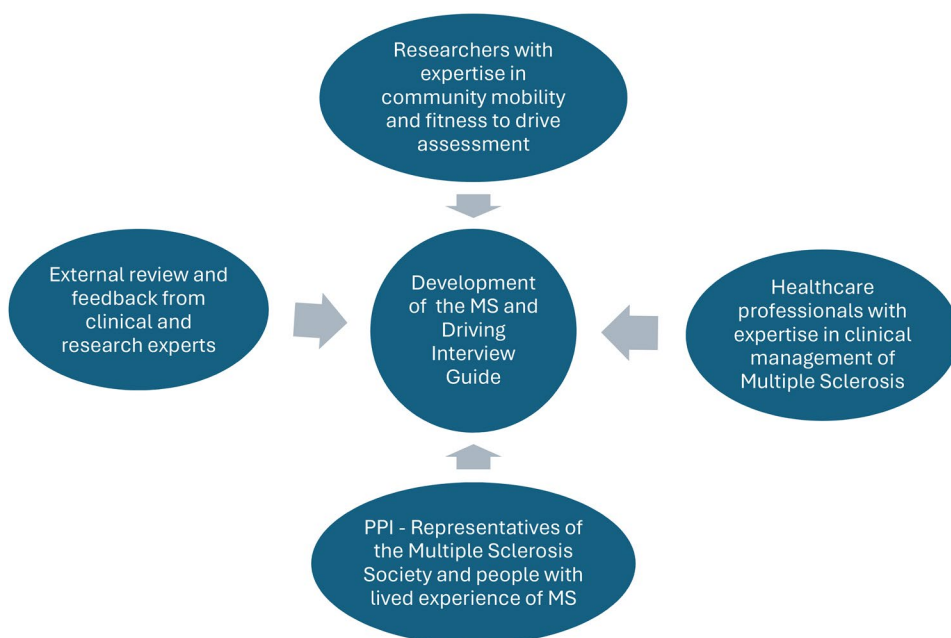 Researchers with
expertise in
community mobility
and fitness to drive
assessment
External review and
feedback from
clinical and
research experts
Development
of the MS and
Driving
Interview
Guide
Healthcare
professionals with
expertise in clinical
management of
Multiple Sclerosis
PPI - Representatives of
the Multiple Sclerosis
Society and people with
lived experience of MS